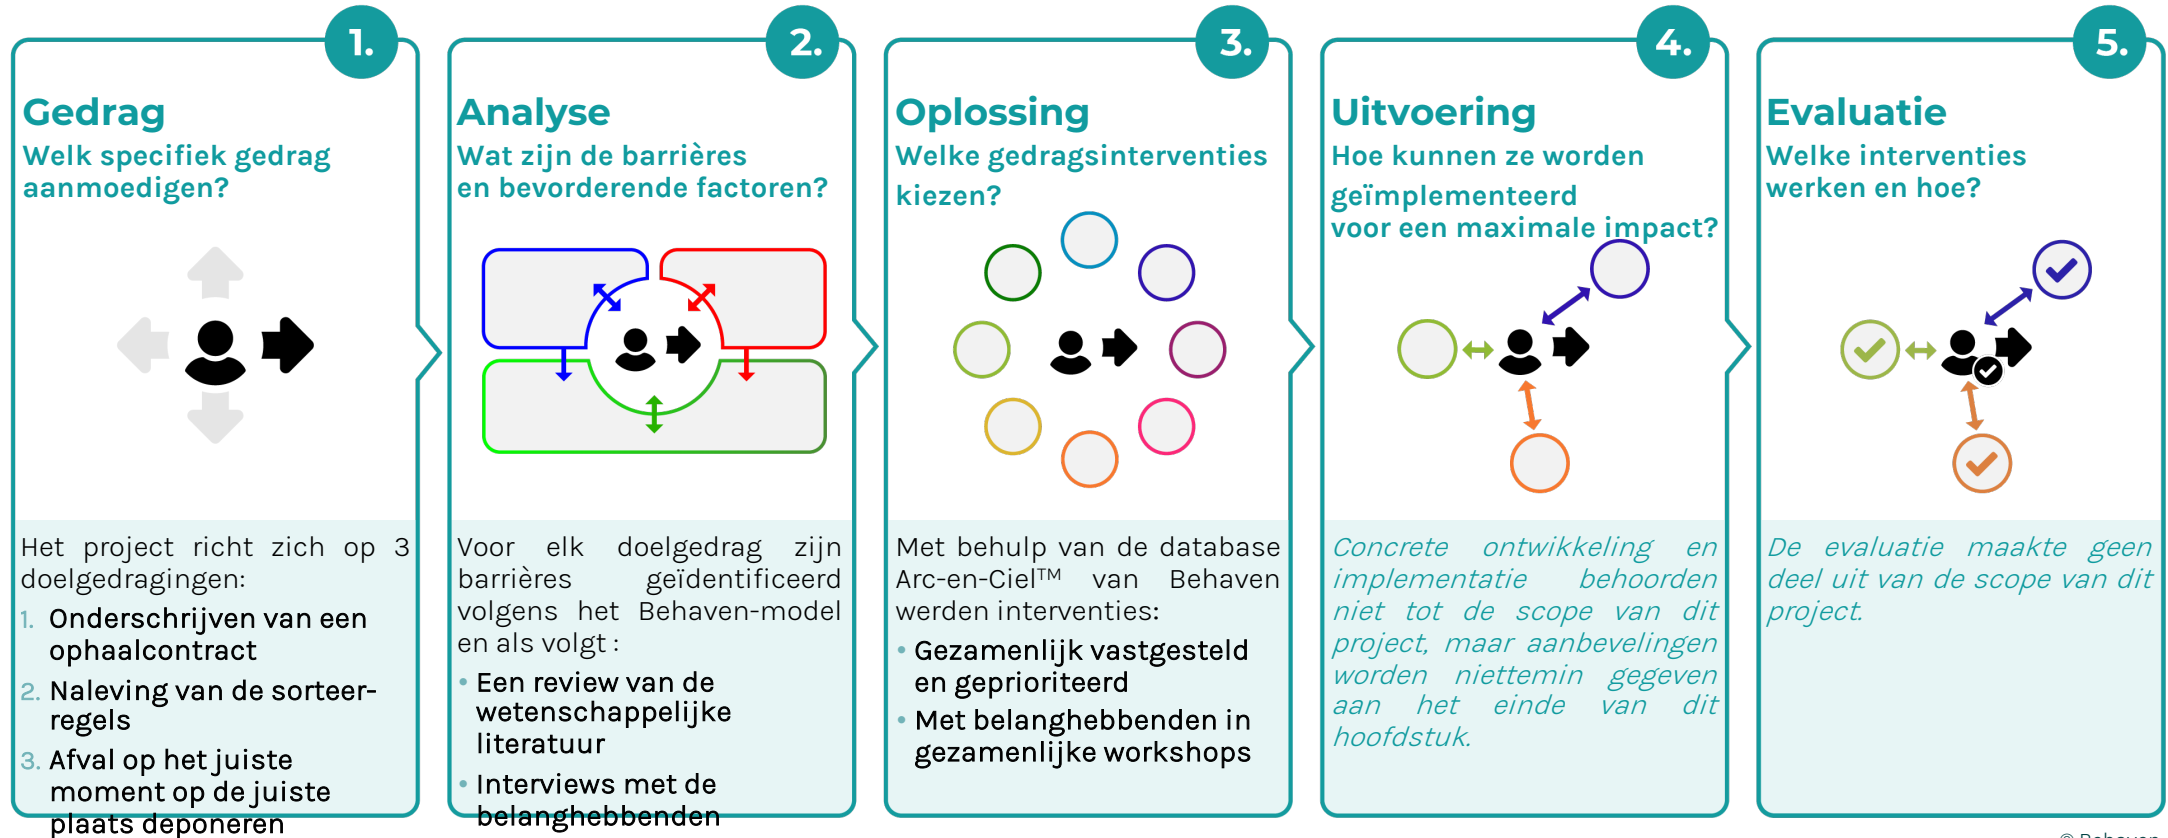 1.
Gedrag
Welk specifiek gedrag
aanmoedigen?
Het project richt zich op 3
doelgedragingen:
1. Onderschrijven van een
ophaalcontract
2. Naleving van de sorteer-
regels
3. Afval op het juiste
moment op de juiste
plaats deponeren
2.
Analyse
Wat zijn de barrières
en bevorderende factoren?
Voor elk doelgedrag zijn
barrières geïdentificeerd
volgens het Behaven-model
en als volgt :
• Een review van de
wetenschappelijke
literatuur
• Interviews met de
belanghebbenden
3.
Oplossing
Welke gedragsinterventies
kiezen?
Met behulp van de database
Arc-en-Ciel™ van Behaven
werden interventies:
• Gezamenlijk vastgesteld
en geprioriteerd
• Met belanghebbenden in
gezamenlijke workshops
4.
Uitvoering
Hoe kunnen ze worden
geïmplementeerd
voor een maximale impact?
Concrete ontwikkeling en
implementatie behoorden
niet tot de scope van dit
project, maar aanbevelingen
worden niettemin gegeven
aan het einde van dit
hoofdstuk.
5.
Evaluatie
Welke interventies
werken en hoe?
De evaluatie maakte geen
deel uit van de scope van dit
project.
© Behaven